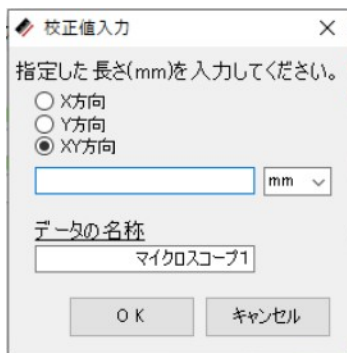 校正値入力
指定した長さ(mm)を入力してください。
X方向
Y方向
XY方向
mm
データの名称
マイクロスコープ1
OK
キャンセル